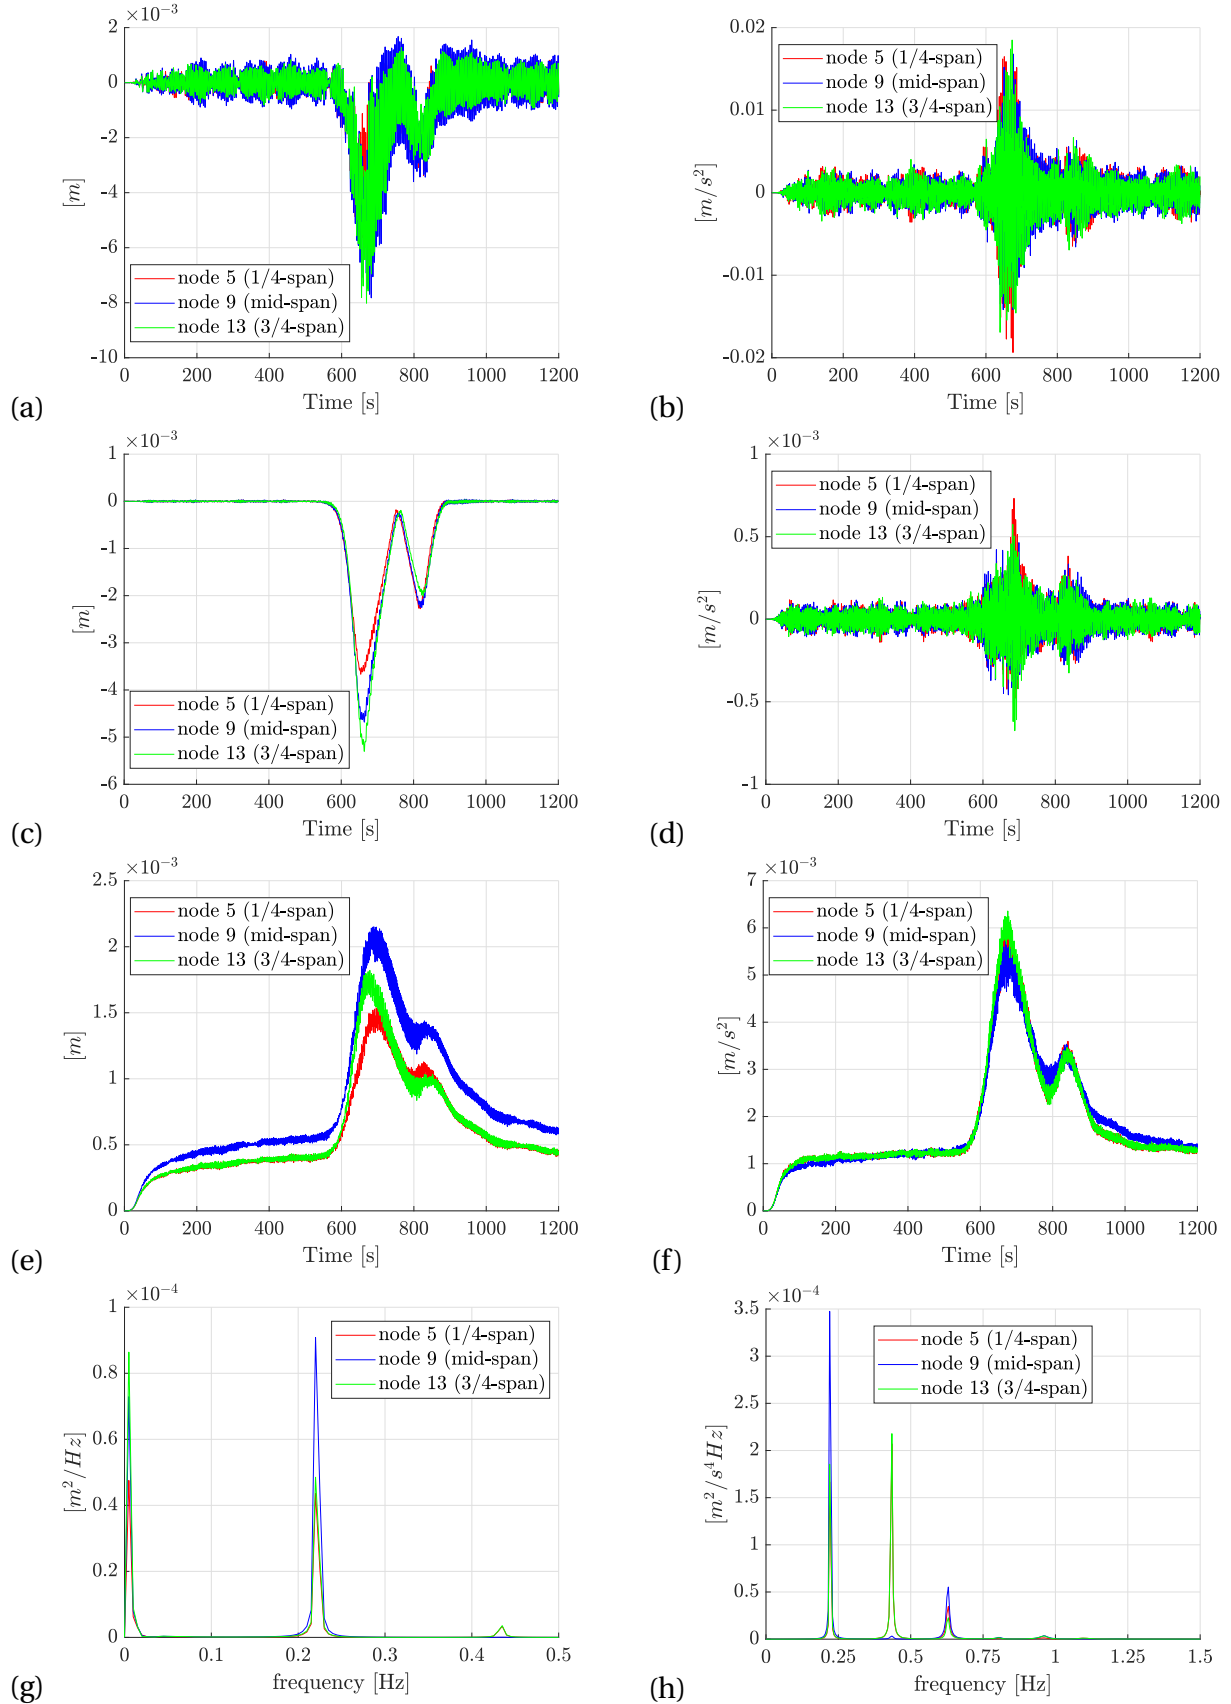 ×10⁻³
2
0
-2
-4
-6
-8
-10
[m]
node 5 (1/4-span)
node 9 (mid-span)
node 13 (3/4-span)
0 200 400 600 800 1000 1200
Time [s]
(a)
0.02
0.01
0
-0.01
-0.02
[m/s²]
node 5 (1/4-span)
node 9 (mid-span)
node 13 (3/4-span)
0 200 400 600 800 1000 1200
Time [s]
(b)
×10⁻³
1
0
-1
-2
-3
-4
-5
-6
[m]
node 5 (1/4-span)
node 9 (mid-span)
node 13 (3/4-span)
0 200 400 600 800 1000 1200
Time [s]
(c)
×10⁻³
1
0.5
0
-0.5
-1
[m/s²]
node 5 (1/4-span)
node 9 (mid-span)
node 13 (3/4-span)
0 200 400 600 800 1000 1200
Time [s]
(d)
×10⁻³
2.5
2
1.5
1
0.5
0
[m]
node 5 (1/4-span)
node 9 (mid-span)
node 13 (3/4-span)
0 200 400 600 800 1000 1200
Time [s]
(e)
×10⁻³
7
6
5
4
3
2
1
0
[m/s²]
node 5 (1/4-span)
node 9 (mid-span)
node 13 (3/4-span)
0 200 400 600 800 1000 1200
Time [s]
(f)
×10⁻⁴
1
0.8
0.6
0.4
0.2
0
[m²/Hz]
node 5 (1/4-span)
node 9 (mid-span)
node 13 (3/4-span)
0 0.1 0.2 0.3 0.4 0.5
frequency [Hz]
(g)
×10⁻⁴
3.5
3
2.5
2
1.5
1
0.5
0
[m²/s⁴Hz]
node 5 (1/4-span)
node 9 (mid-span)
node 13 (3/4-span)
0 0.25 0.5 0.75 1 1.25 1.5
frequency [Hz]
(h)